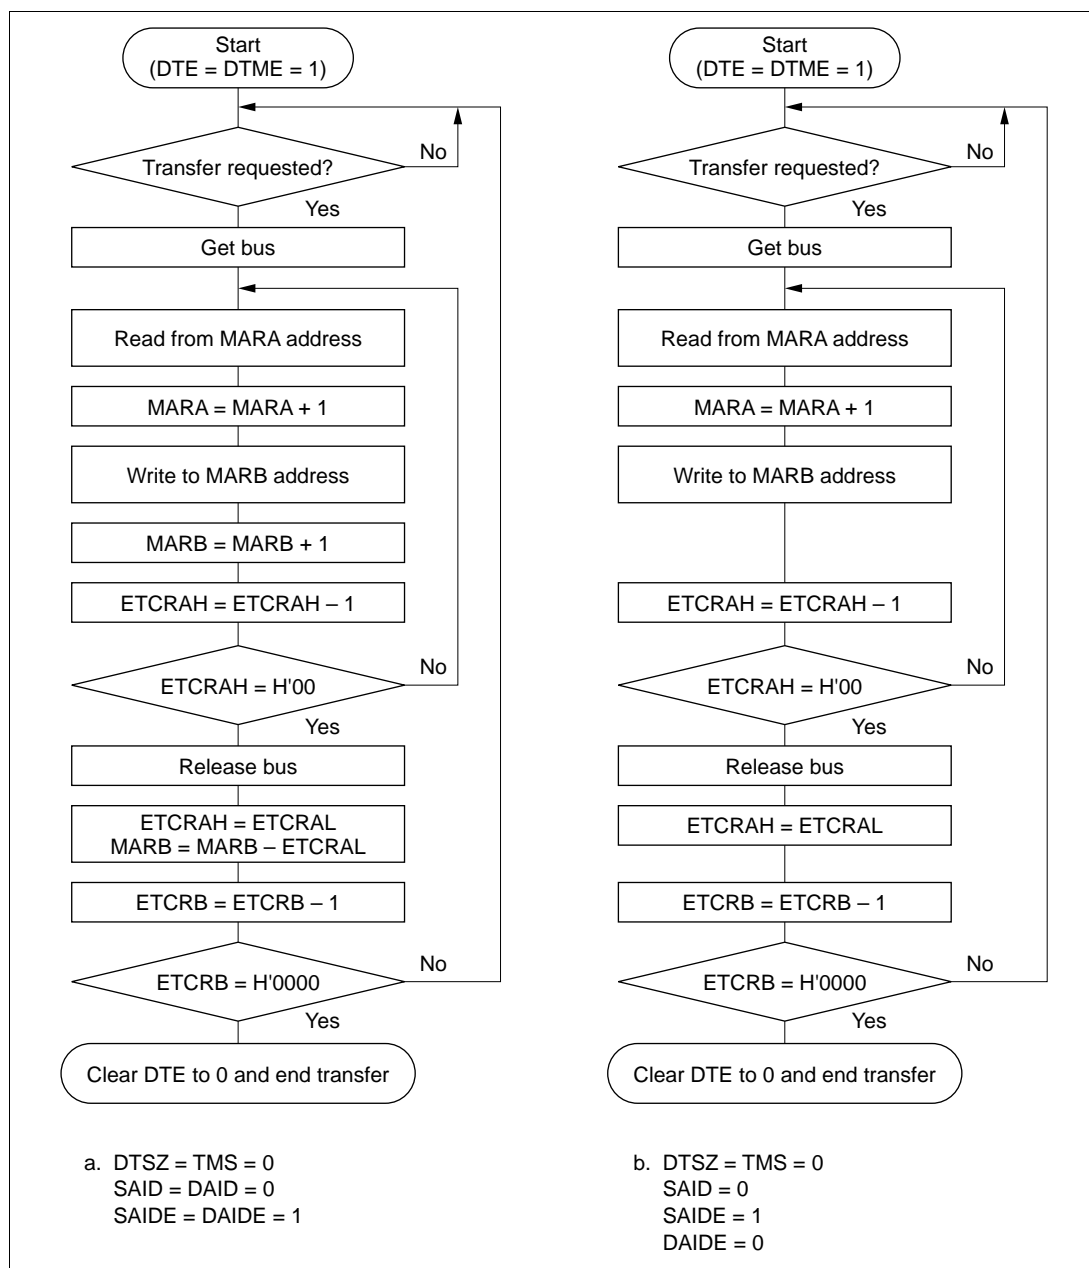 Start
(DTE = DTME = 1)
Transfer requested?
No
Yes
Get bus
Read from MARA address
MARA = MARA + 1
Write to MARB address
MARB = MARB + 1
ETCRAH = ETCRAH – 1
ETCRAH = H'00
No
Yes
Release bus
ETCRAH = ETCRAL
MARB = MARB – ETCRAL
ETCRB = ETCRB – 1
ETCRB = H'0000
No
Yes
Clear DTE to 0 and end transfer
a. DTSZ = TMS = 0
SAID = DAID = 0
SAIDE = DAIDE = 1
Start
(DTE = DTME = 1)
Transfer requested?
No
Yes
Get bus
Read from MARA address
MARA = MARA + 1
Write to MARB address
ETCRAH = ETCRAH – 1
ETCRAH = H'00
No
Yes
Release bus
ETCRAH = ETCRAL
ETCRB = ETCRB – 1
ETCRB = H'0000
No
Yes
Clear DTE to 0 and end transfer
b. DTSZ = TMS = 0
SAID = 0
SAIDE = 1
DAIDE = 0